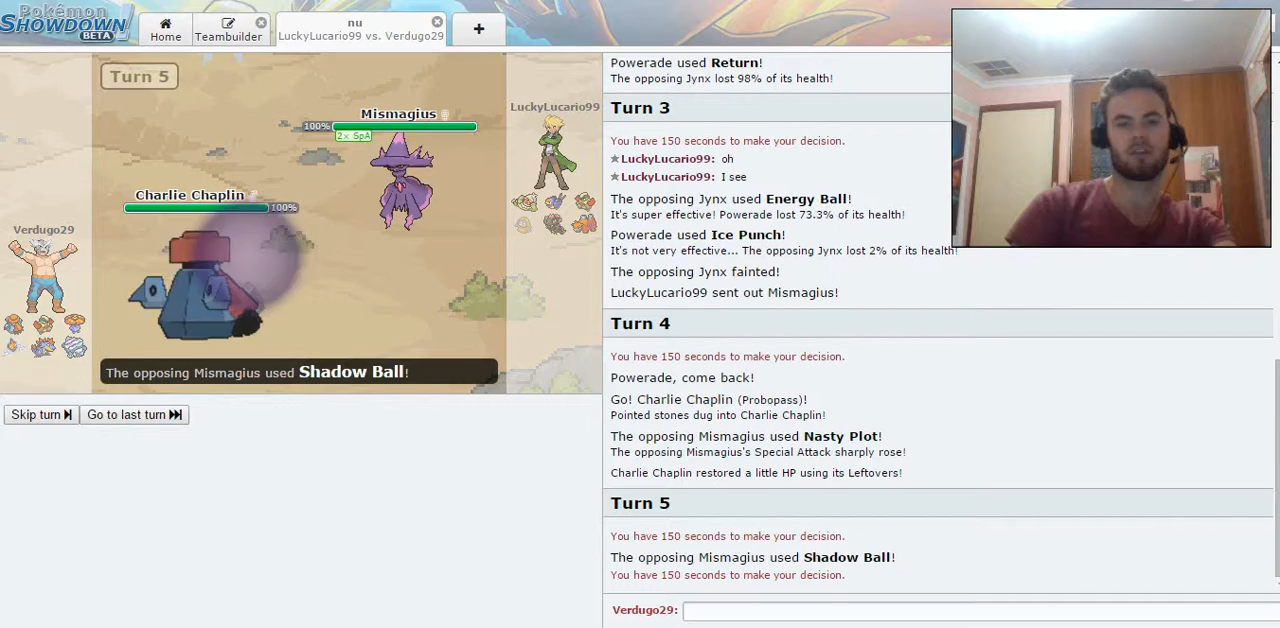 Pokémon
SHOWDOWN
BETA
Home
Teambuilder
nu
LuckyLucario99 vs. Verdugo29
+
Turn 5
Mismagius
100%
2x SpA
LuckyLucario99
Charlie Chaplin
100%
Verdugo29
The opposing Mismagius used Shadow Ball!
Skip turn
Go to last turn
Powerade used Return!
The opposing Jynx lost 98% of its health!
Turn 3
You have 150 seconds to make your decision.
★LuckyLucario99: oh
★LuckyLucario99: I see
The opposing Jynx used Energy Ball!
It's super effective! Powerade lost 73.3% of its health!
Powerade used Ice Punch!
It's not very effective... The opposing Jynx lost 2% of its health!
The opposing Jynx fainted!
LuckyLucario99 sent out Mismagius!
Turn 4
You have 150 seconds to make your decision.
Powerade, come back!
Go! Charlie Chaplin (Probopass)!
Pointed stones dug into Charlie Chaplin!
The opposing Mismagius used Nasty Plot!
The opposing Mismagius's Special Attack sharply rose!
Charlie Chaplin restored a little HP using its Leftovers!
Turn 5
You have 150 seconds to make your decision.
The opposing Mismagius used Shadow Ball!
You have 150 seconds to make your decision.
Verdugo29: